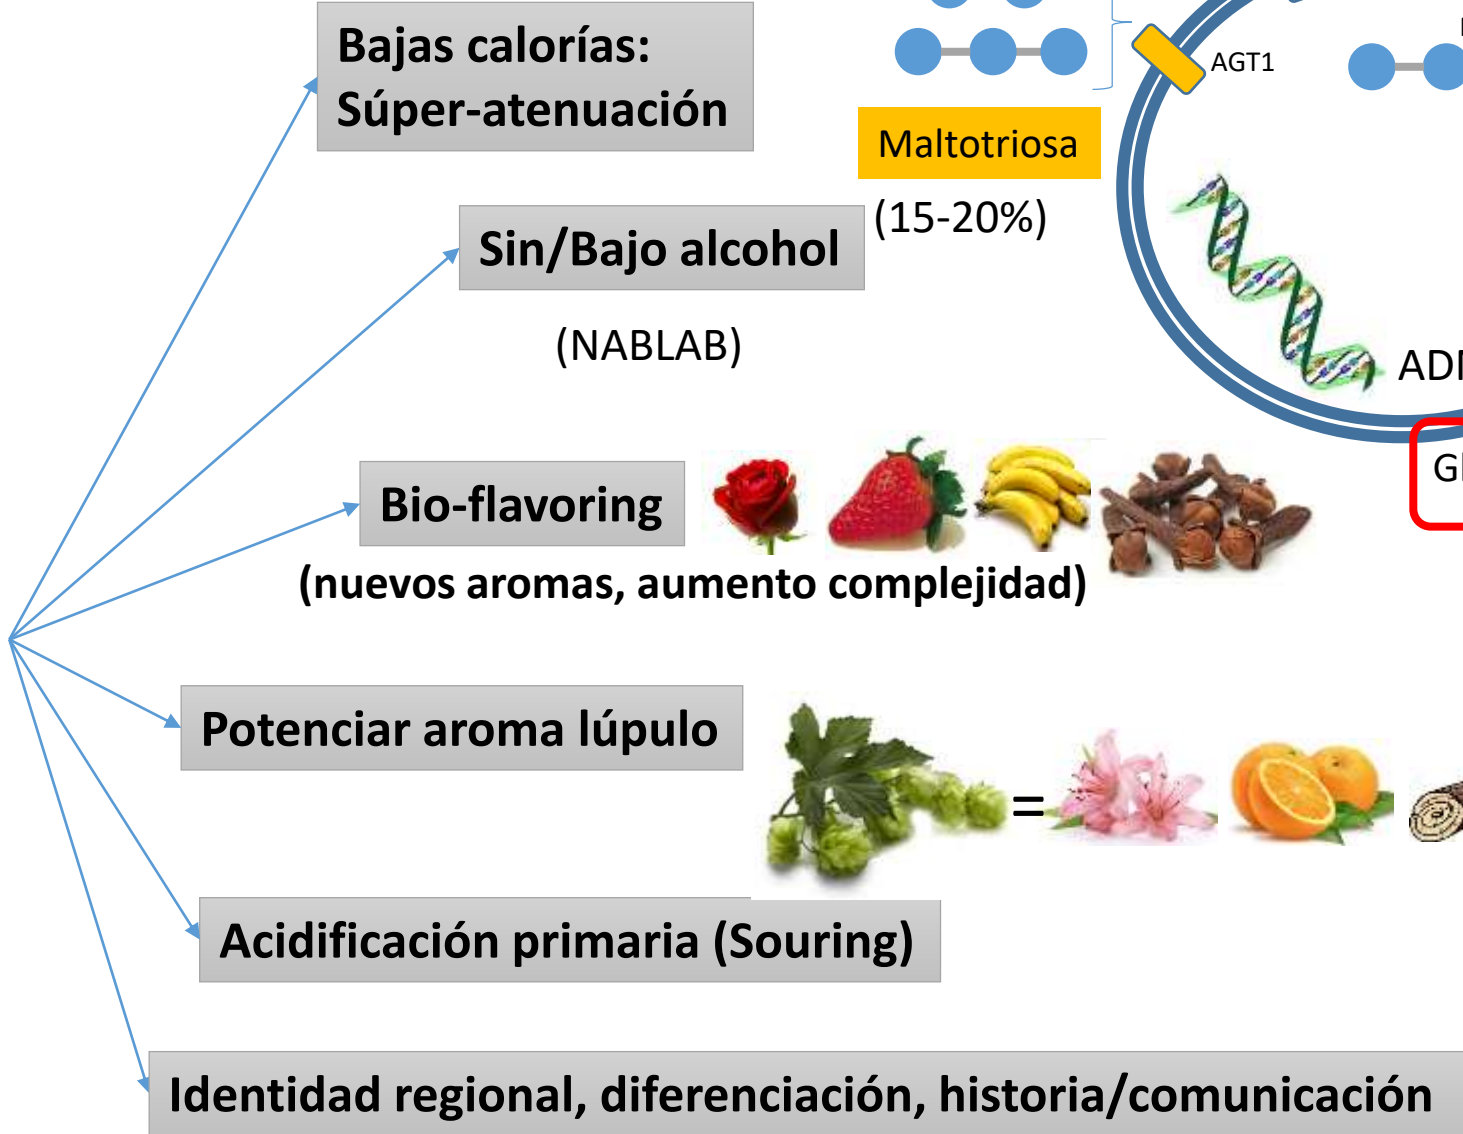 Bajas calorías:
Súper-atenuación
AGT1
Maltotriosa
(15-20%)
Sin/Bajo alcohol
(NABLAB)
Bio-flavoring
(nuevos aromas, aumento complejidad)
Potenciar aroma lúpulo
=
Acidificación primaria (Souring)
Identidad regional, diferenciación, historia/comunicación